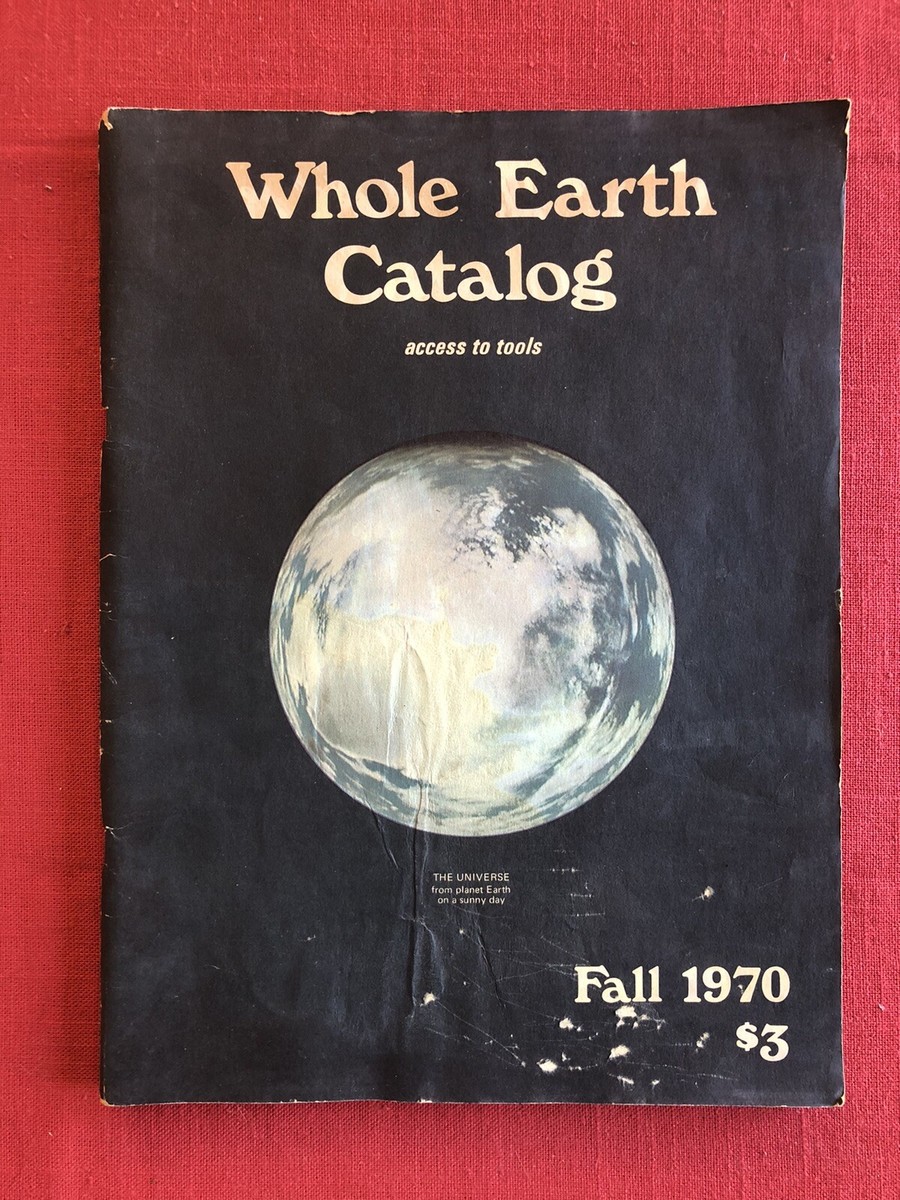 Whole Earth
Catalog
access to tools
THE UNIVERSE
from planet Earth
on a sunny day
Fall 1970
$3